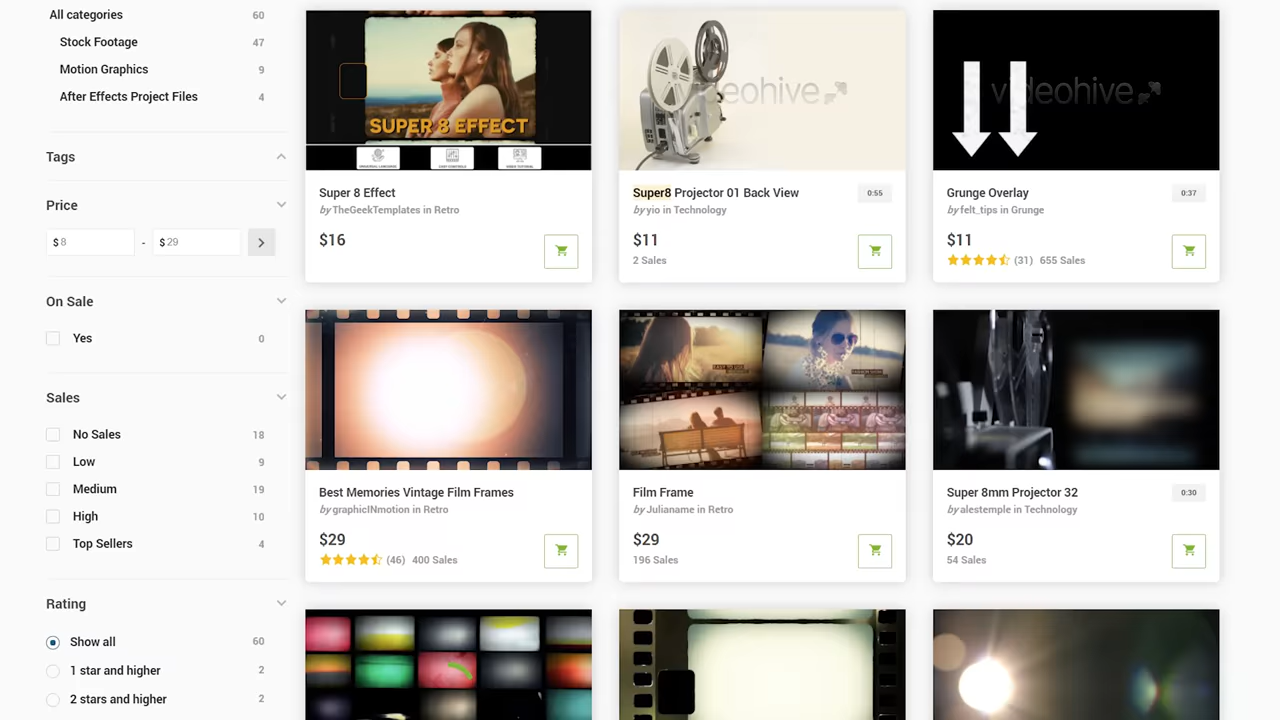 All categories 60
Stock Footage 47
Motion Graphics 9
After Effects Project Files 4
Tags
Price
$ 8 - $ 29
On Sale
Yes 0
Sales
No Sales 18
Low 9
Medium 19
High 10
Top Sellers 4
Rating
Show all 60
1 star and higher 2
2 stars and higher 2
SUPER 8 EFFECT
Super 8 Effect
by TheGeekTemplates in Retro
$16
videohive
Super8 Projector 01 Back View 0:55
by yio in Technology
$11
2 Sales
videohive
Grunge Overlay 0:37
by felt_tips in Grunge
$11
(31) 655 Sales
Best Memories Vintage Film Frames
by graphicINmotion in Retro
$29
(46) 400 Sales
EASY TO USE
Film Frame
by Julianame in Retro
$29
196 Sales
Super 8mm Projector 32 0:30
by alestemple in Technology
$20
54 Sales